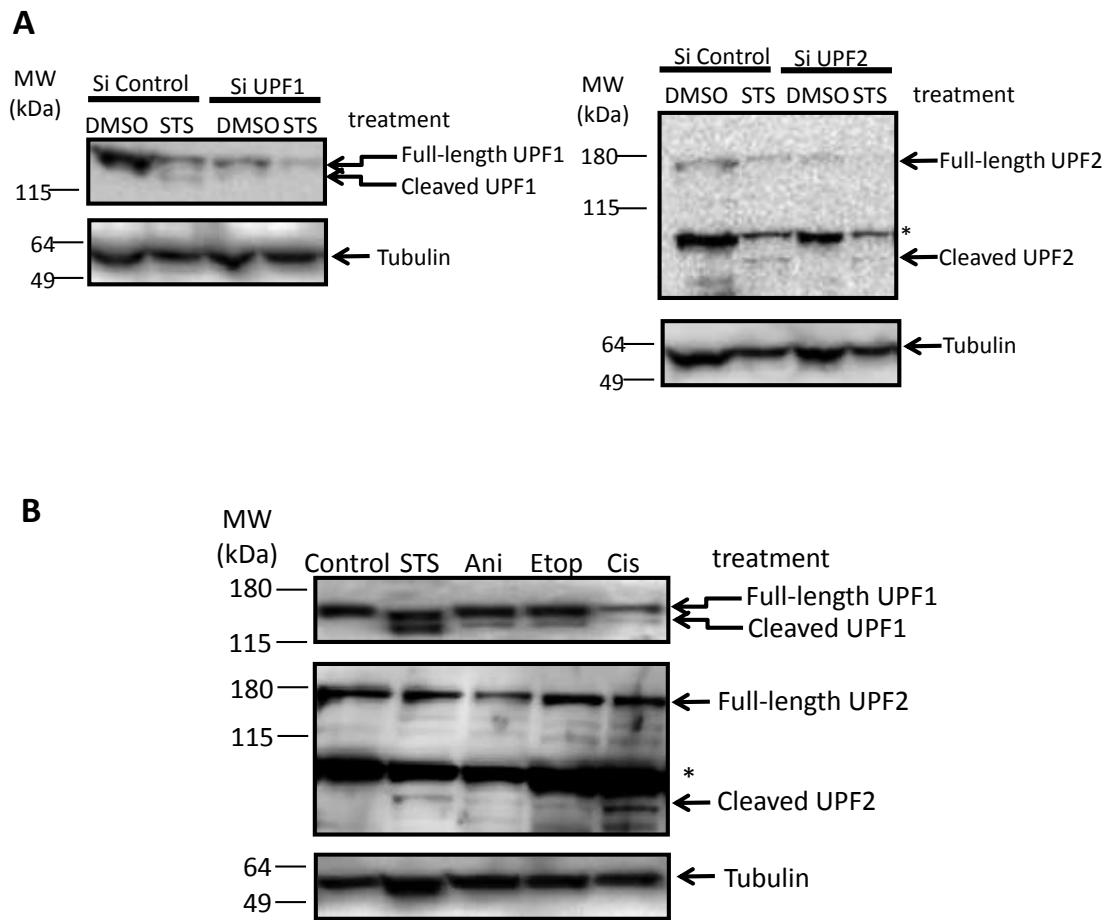 A
MW
(kDa)
Si Control
Si UPF1
DMSO STS DMSO STS
treatment
Full-length UPF1
Cleaved UPF1
115
64
49
Tubulin
MW
(kDa)
Si Control
Si UPF2
DMSO STS DMSO STS
treatment
180
Full-length UPF2
115
*
Cleaved UPF2
64
Tubulin
49
B
MW
(kDa)
Control STS Ani Etop Cis
treatment
180
Full-length UPF1
Cleaved UPF1
115
180
Full-length UPF2
115
*
Cleaved UPF2
64
Tubulin
49